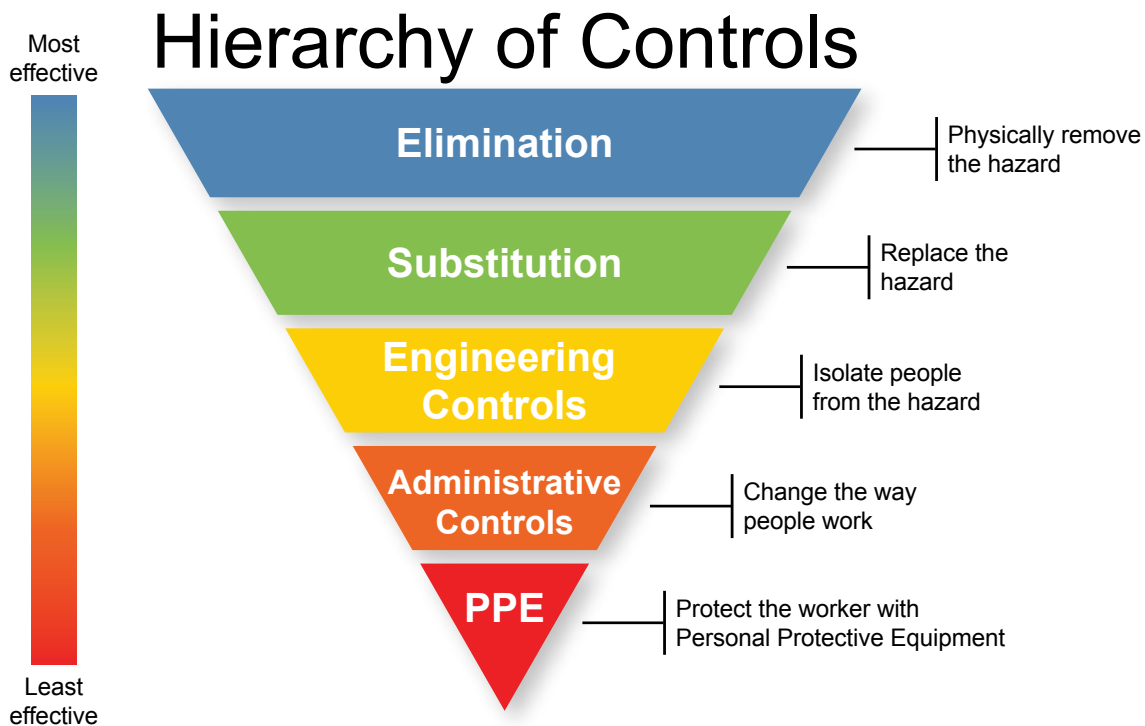 Hierarchy of Controls
Most
effective
Elimination
Physically remove
the hazard
Substitution
Replace the
hazard
Engineering
Controls
Isolate people
from the hazard
Administrative
Controls
Change the way
people work
PPE
Protect the worker with
Personal Protective Equipment
Least
effective